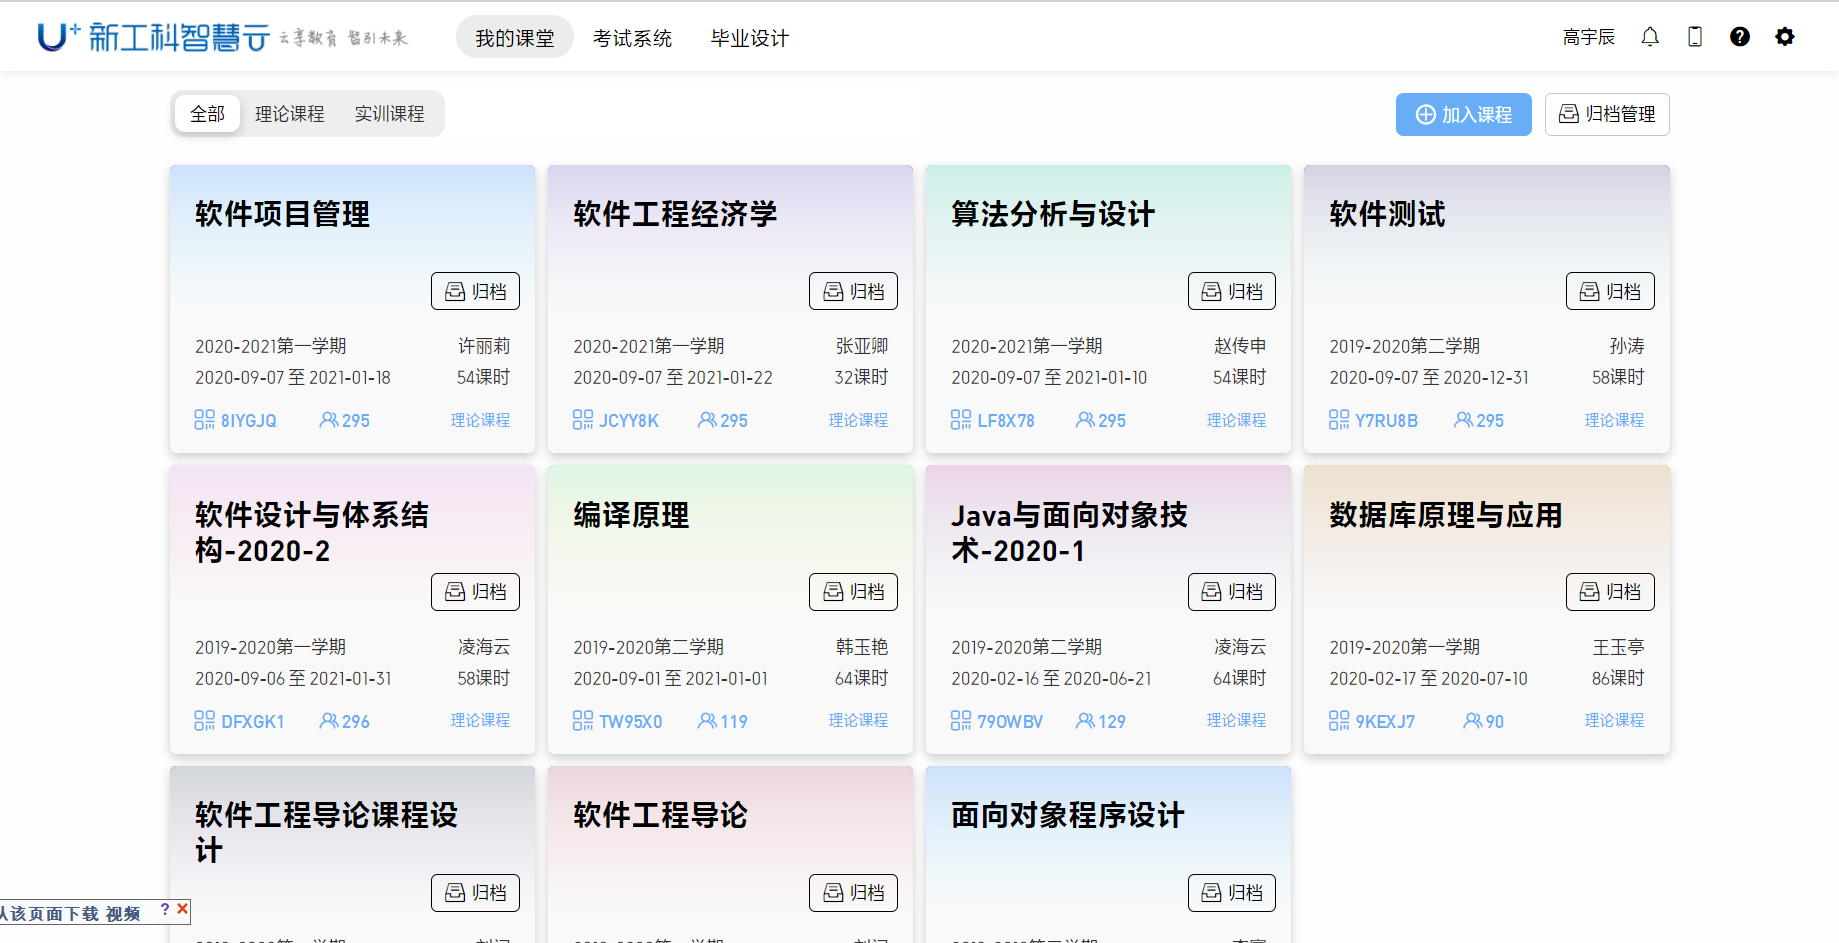 U⁺ 新工科智慧云 云享教育 智引未来
我的课堂 考试系统 毕业设计
高宇辰
全部 理论课程 实训课程
加入课程 归档管理
软件项目管理
归档
2020-2021第一学期 许丽莉
2020-09-07 至 2021-01-18 54课时
8IYGJQ 295 理论课程
软件工程经济学
归档
2020-2021第一学期 张亚卿
2020-09-07 至 2021-01-22 32课时
JCYY8K 295 理论课程
算法分析与设计
归档
2020-2021第一学期 赵传申
2020-09-07 至 2021-01-10 54课时
LF8X78 295 理论课程
软件测试
归档
2019-2020第二学期 孙涛
2020-09-07 至 2020-12-31 58课时
Y7RU8B 295 理论课程
软件设计与体系结
构-2020-2
归档
2019-2020第一学期 凌海云
2020-09-06 至 2021-01-31 58课时
DFXGK1 296 理论课程
编译原理
归档
2019-2020第二学期 韩玉艳
2020-09-01 至 2021-01-01 64课时
TW95X0 119 理论课程
Java与面向对象技
术-2020-1
归档
2019-2020第二学期 凌海云
2020-02-16 至 2020-06-21 64课时
79OWBV 129 理论课程
数据库原理与应用
归档
2019-2020第一学期 王玉亭
2020-02-17 至 2020-07-10 86课时
9KEXJ7 90 理论课程
软件工程导论课程设
计
归档
软件工程导论
归档
面向对象程序设计
归档
从该页面下载 视频 ?